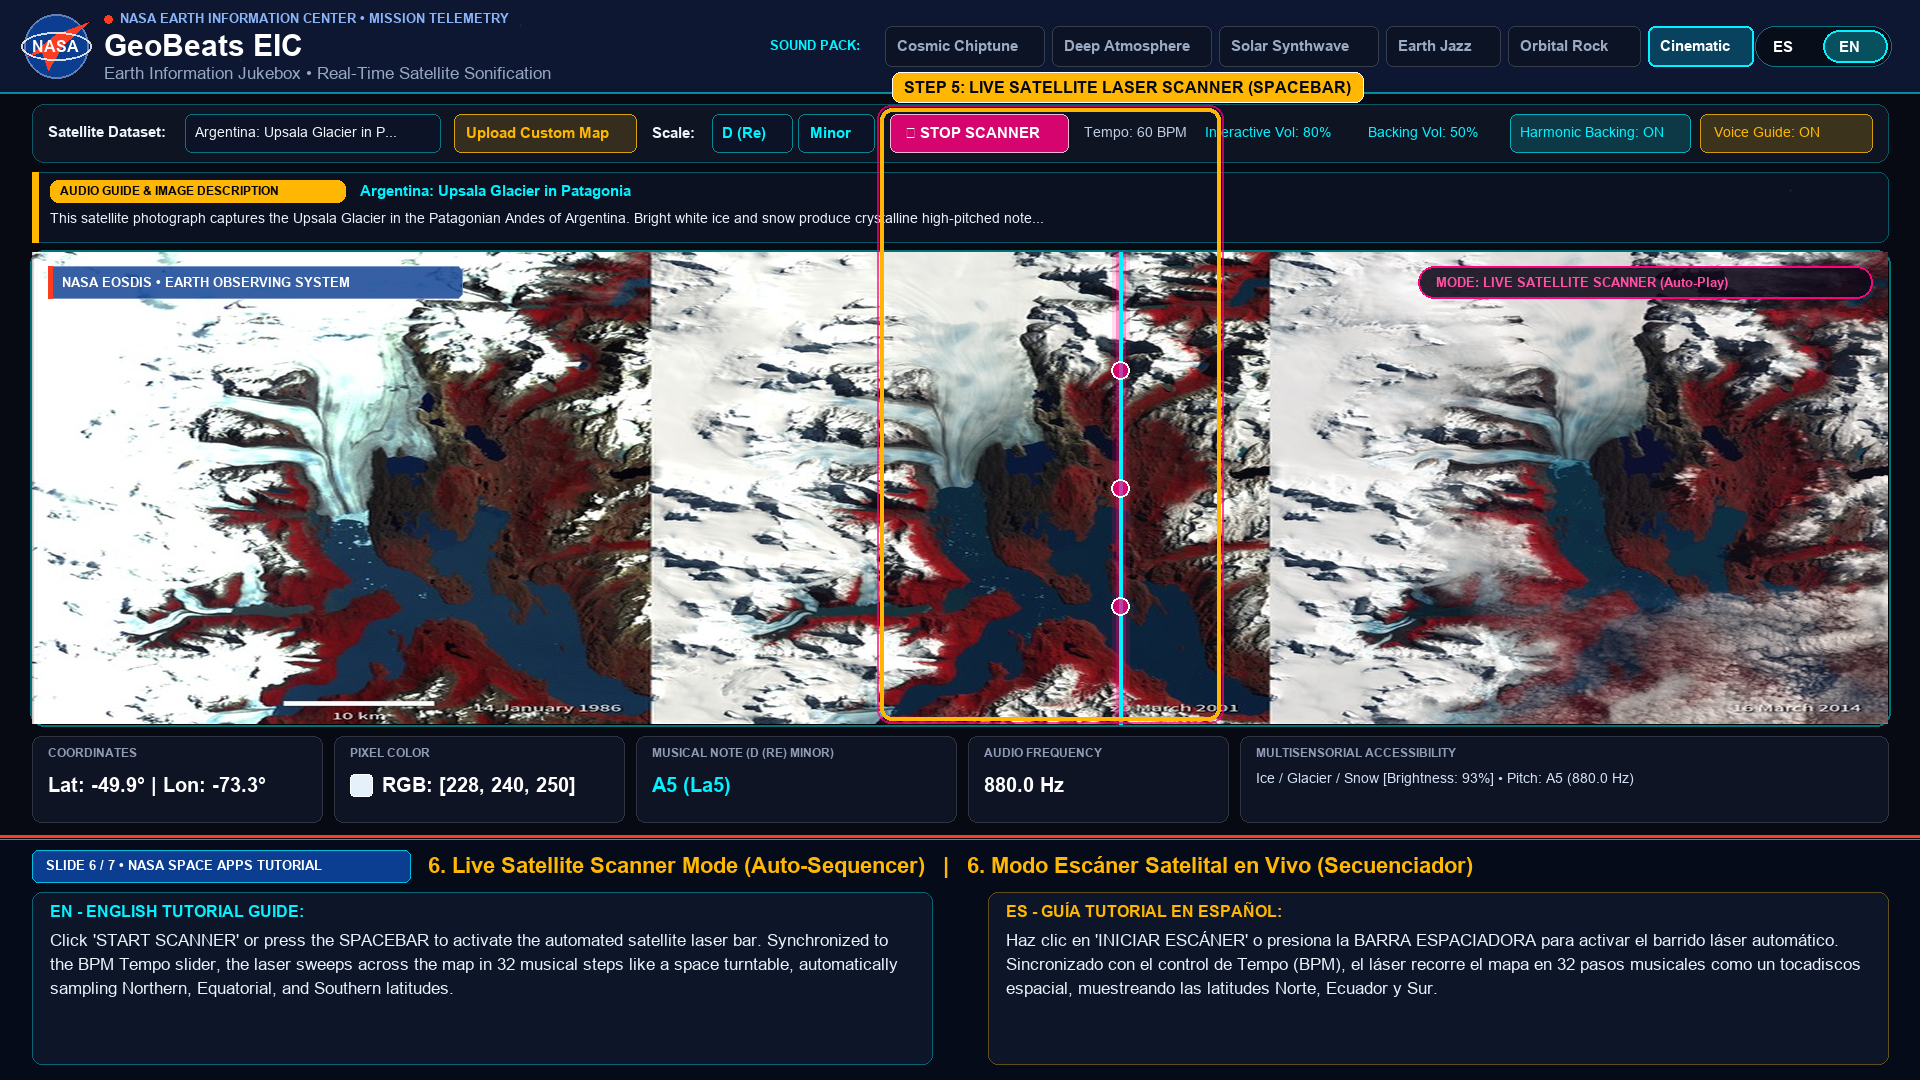 NASA
NASA EARTH INFORMATION CENTER • MISSION TELEMETRY
GeoBeats EIC
Earth Information Jukebox • Real-Time Satellite Sonification
SOUND PACK:
Cosmic Chiptune
Deep Atmosphere
Solar Synthwave
Earth Jazz
Orbital Rock
Cinematic
ES
EN
STEP 5: LIVE SATELLITE LASER SCANNER (SPACEBAR)
Satellite Dataset:
Argentina: Upsala Glacier in P...
Upload Custom Map
Scale:
D (Re)
Minor
STOP SCANNER
Tempo: 60 BPM
Interactive Vol: 80%
Backing Vol: 50%
Harmonic Backing: ON
Voice Guide: ON
AUDIO GUIDE & IMAGE DESCRIPTION
Argentina: Upsala Glacier in Patagonia
This satellite photograph captures the Upsala Glacier in the Patagonian Andes of Argentina. Bright white ice and snow produce crystalline high-pitched note...
NASA EOSDIS • EARTH OBSERVING SYSTEM
MODE: LIVE SATELLITE SCANNER (Auto-Play)
10 km
14 January 1986
March 2001
16 March 2014
COORDINATES
Lat: -49.9° | Lon: -73.3°
PIXEL COLOR
RGB: [228, 240, 250]
MUSICAL NOTE (D (RE) MINOR)
A5 (La5)
AUDIO FREQUENCY
880.0 Hz
MULTISENSORIAL ACCESSIBILITY
Ice / Glacier / Snow [Brightness: 93%] • Pitch: A5 (880.0 Hz)
SLIDE 6 / 7 • NASA SPACE APPS TUTORIAL
6. Live Satellite Scanner Mode (Auto-Sequencer) | 6. Modo Escáner Satelital en Vivo (Secuenciador)
EN - ENGLISH TUTORIAL GUIDE:
Click 'START SCANNER' or press the SPACEBAR to activate the automated satellite laser bar. Synchronized to
the BPM Tempo slider, the laser sweeps across the map in 32 musical steps like a space turntable, automatically
sampling Northern, Equatorial, and Southern latitudes.
ES - GUÍA TUTORIAL EN ESPAÑOL:
Haz clic en 'INICIAR ESCÁNER' o presiona la BARRA ESPACIADORA para activar el barrido láser automático.
Sincronizado con el control de Tempo (BPM), el láser recorre el mapa en 32 pasos musicales como un tocadiscos
espacial, muestreando las latitudes Norte, Ecuador y Sur.